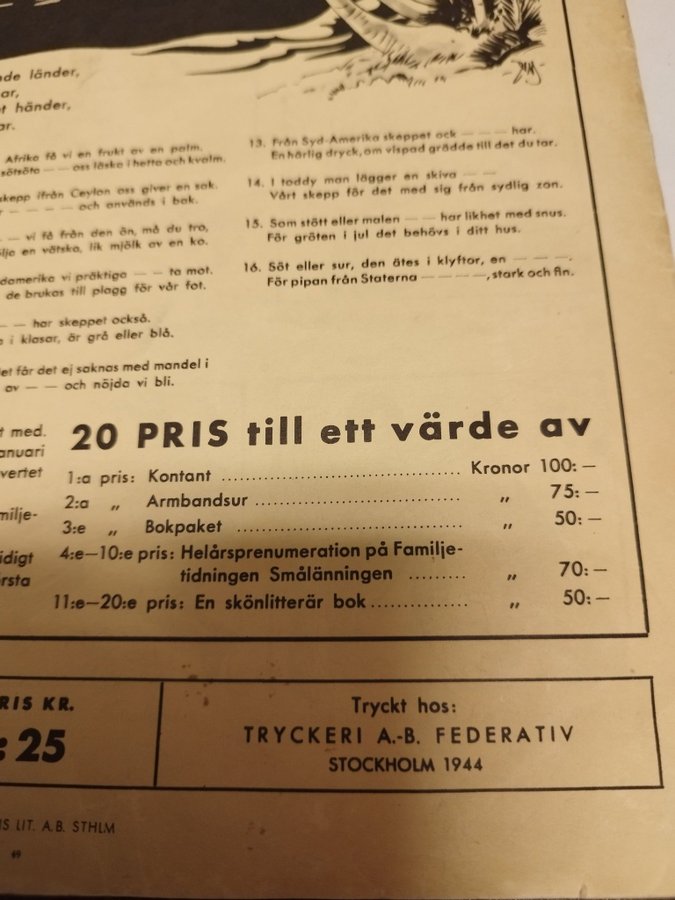 de länder,
ar,
händer,
ar.
Afrika få vi en frukt av en palm.
sötsöta — — — oss läska i hetta och kvalm.
skepp ifrån Ceylon oss giver en sak.
— — — — och används i bak.
— vi få från den ön, må du tro,
en vätska, lik mjölk av en ko.
damerika vi präktiga — — ta mot.
de brukas till plagg för vår fot.
— — har skeppet också.
i klasar, är grå eller blå.
et får det ej saknas med mandel i
av — — och nöjda vi bli.
13. Från Syd-Amerika skeppet ock — — — har.
En härlig dryck, om vispad grädde till det du tar.
14. I toddy man lägger en skiva — —
Vårt skepp för det med sig från sydlig zon.
15. Som stött eller malen — — har likhet med snus.
För gröten i jul det behövs i ditt hus.
16. Söt eller sur, den ätes i klyftor, en — — —.
För pipan från Staterna — — — —, stark och fin.
t med.
anuari
vertet
milje-
idigt
rsta
20 PRIS till ett värde av
1:a pris: Kontant .......... Kronor 100: —
2:a „ Armbandsur .......... „ 75: —
3:e „ Bokpaket .......... „ 50: —
4:e—10:e pris: Helårsprenumeration på Familje-
tidningen Smålänningen ......... „ 70: —
11:e—20:e pris: En skönlitterär bok .......... „ 50: —
RIS KR.
: 25
Tryckt hos:
TRYCKERI A.-B. FEDERATIV
STOCKHOLM 1944
S LIT. A.B. STHLM
69